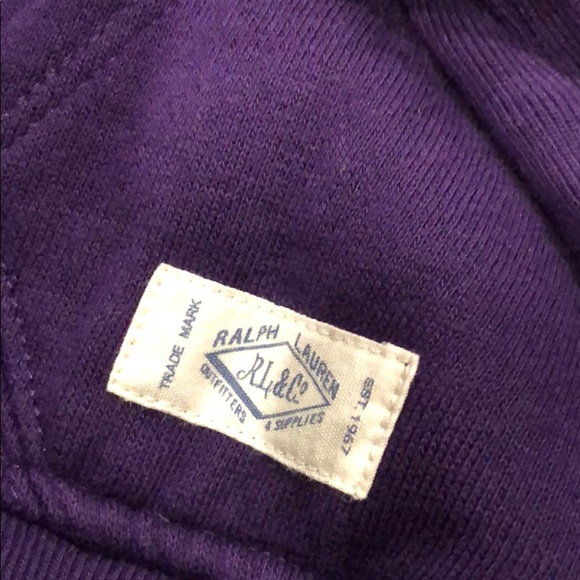 TRADE MARK
RALPH LAUREN
RL&Co
OUTFITTERS & SUPPLIES
EST. 1967